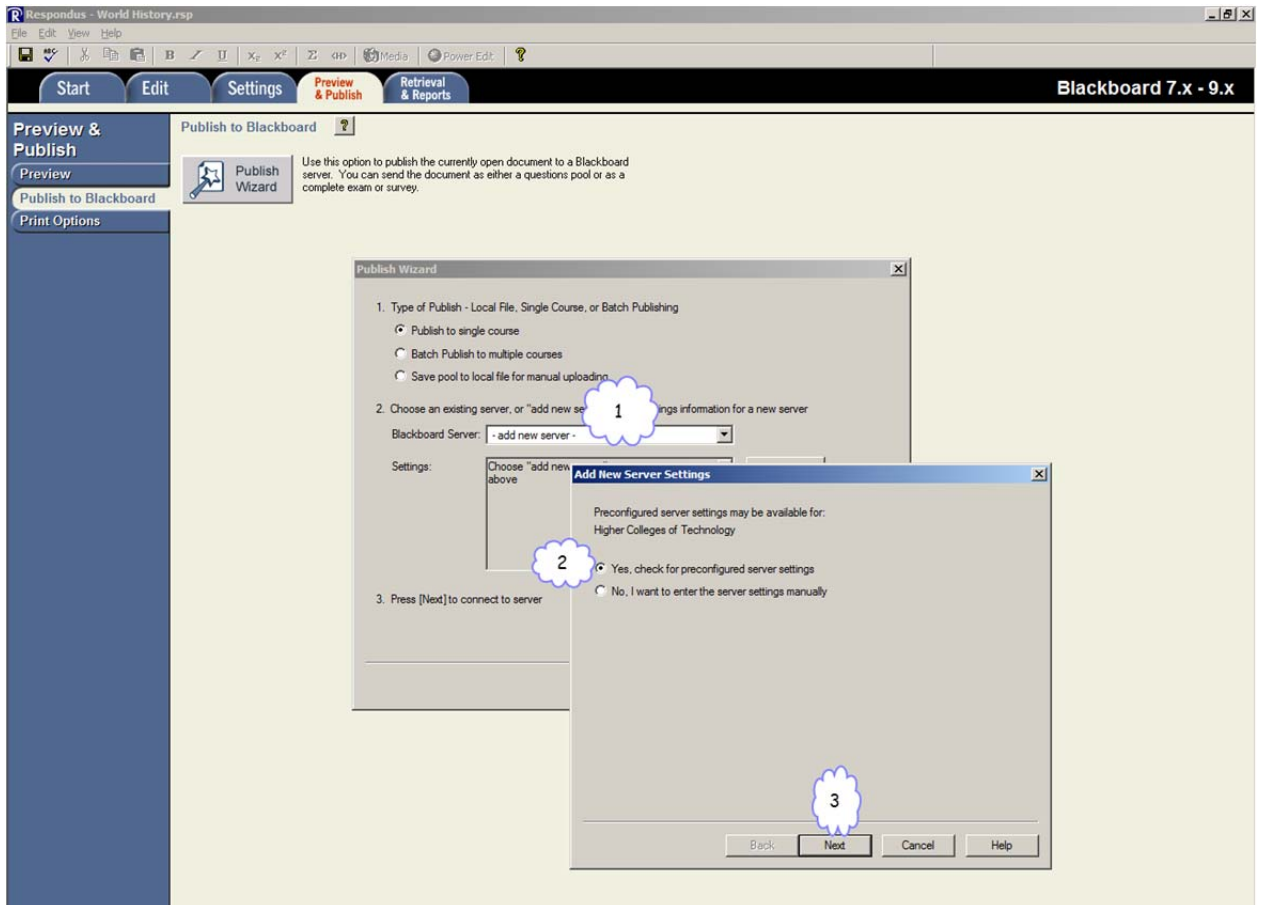 Respondus - World History.rsp
File Edit View Help
ABC B I U X₂ X² Σ Media Power Edit ?
Start Edit Settings Preview & Publish Retrieval & Reports Blackboard 7.x - 9.x
Preview & Publish
Preview
Publish to Blackboard
Print Options
Publish to Blackboard ?
Publish Wizard
Use this option to publish the currently open document to a Blackboard
server. You can send the document as either a questions pool or as a
complete exam or survey.
Publish Wizard
1. Type of Publish - Local File, Single Course, or Batch Publishing
Publish to single course
Batch Publish to multiple courses
Save pool to local file for manual uploading
2. Choose an existing server, or "add new se
ings information for a new server
1
Blackboard Server: - add new server -
Settings: Choose "add new
above
3. Press [Next] to connect to server
Add New Server Settings
Preconfigured server settings may be available for:
Higher Colleges of Technology
2
Yes, check for preconfigured server settings
No, I want to enter the server settings manually
3
Back Next Cancel Help